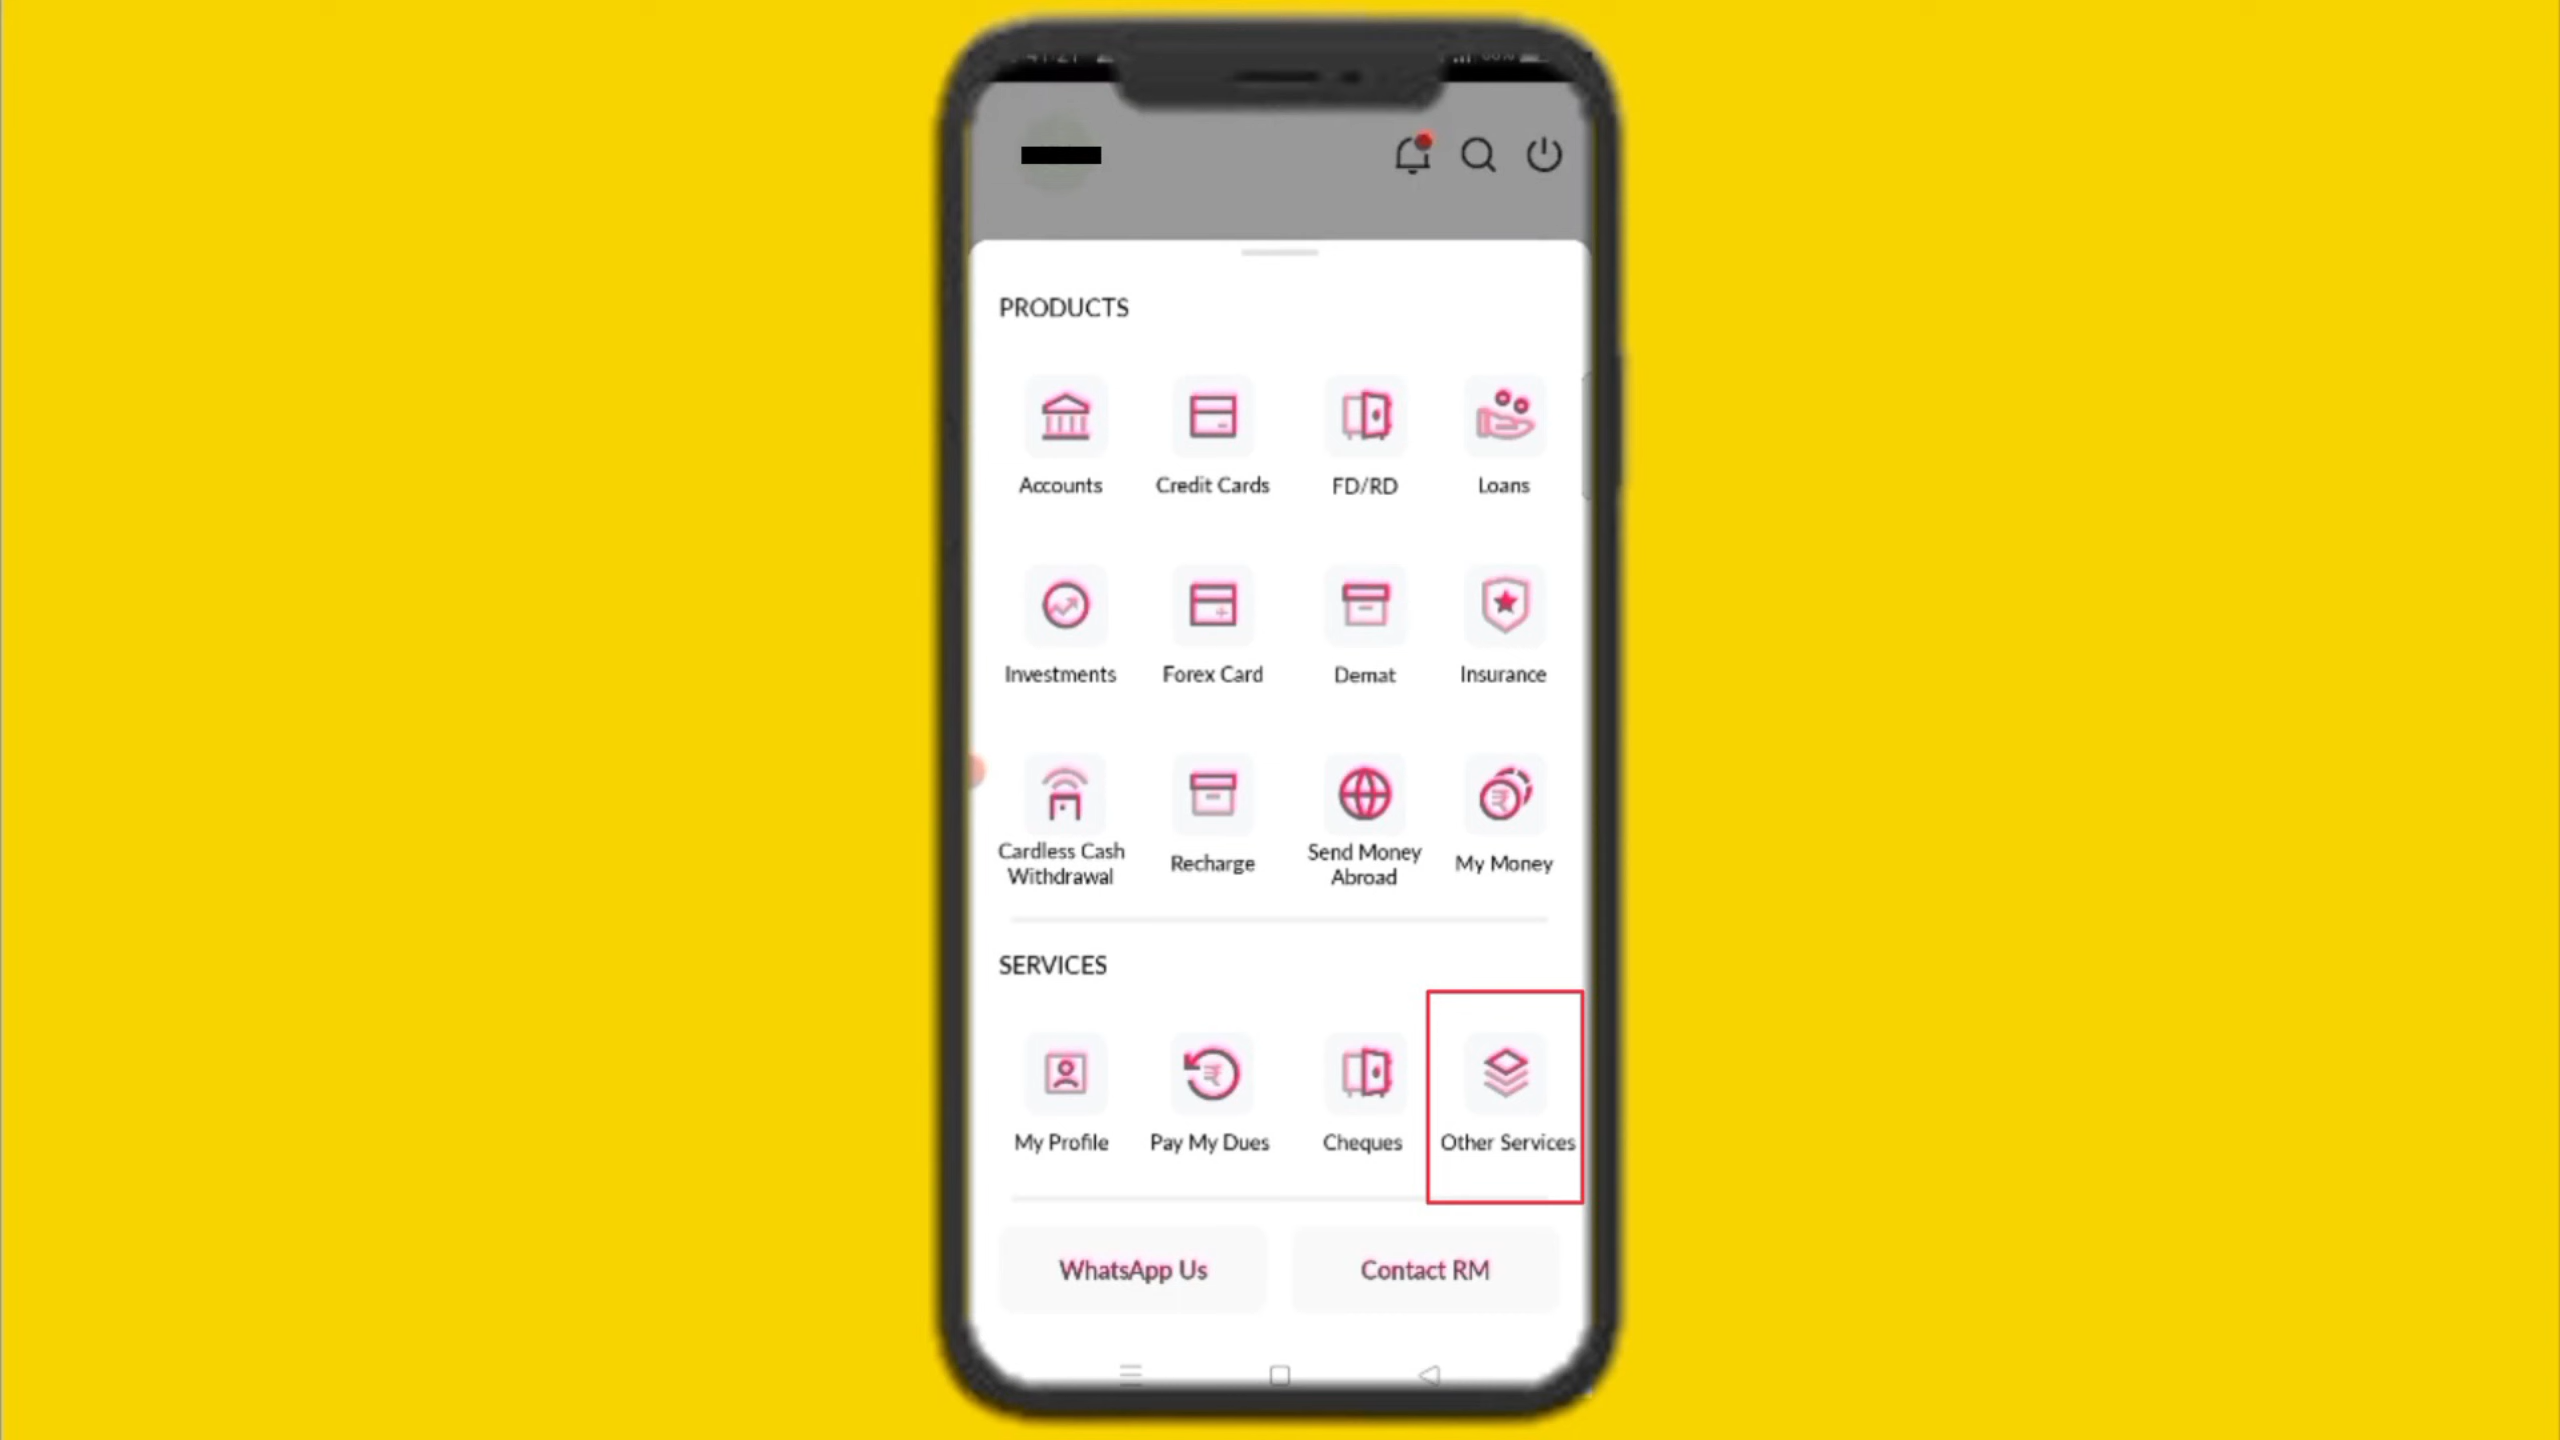 PRODUCTS
Accounts
Credit Cards
FD/RD
Loans
Investments
Forex Card
Demat
Insurance
Cardless Cash
Withdrawal
Recharge
Send Money
Abroad
My Money
SERVICES
My Profile
Pay My Dues
Cheques
Other Services
WhatsApp Us
Contact RM